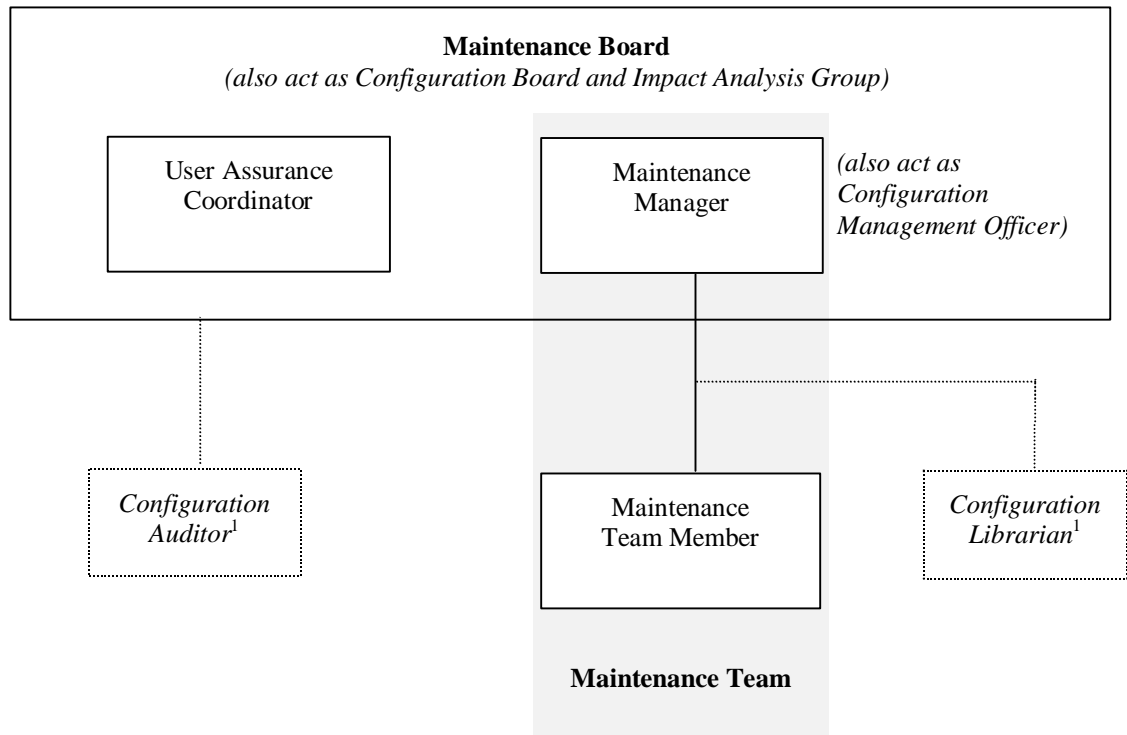 Maintenance Board
(also act as Configuration Board and Impact Analysis Group)
User Assurance
Coordinator
Maintenance
Manager
(also act as
Configuration
Management Officer)
Configuration
Auditor¹
Maintenance
Team Member
Configuration
Librarian¹
Maintenance Team